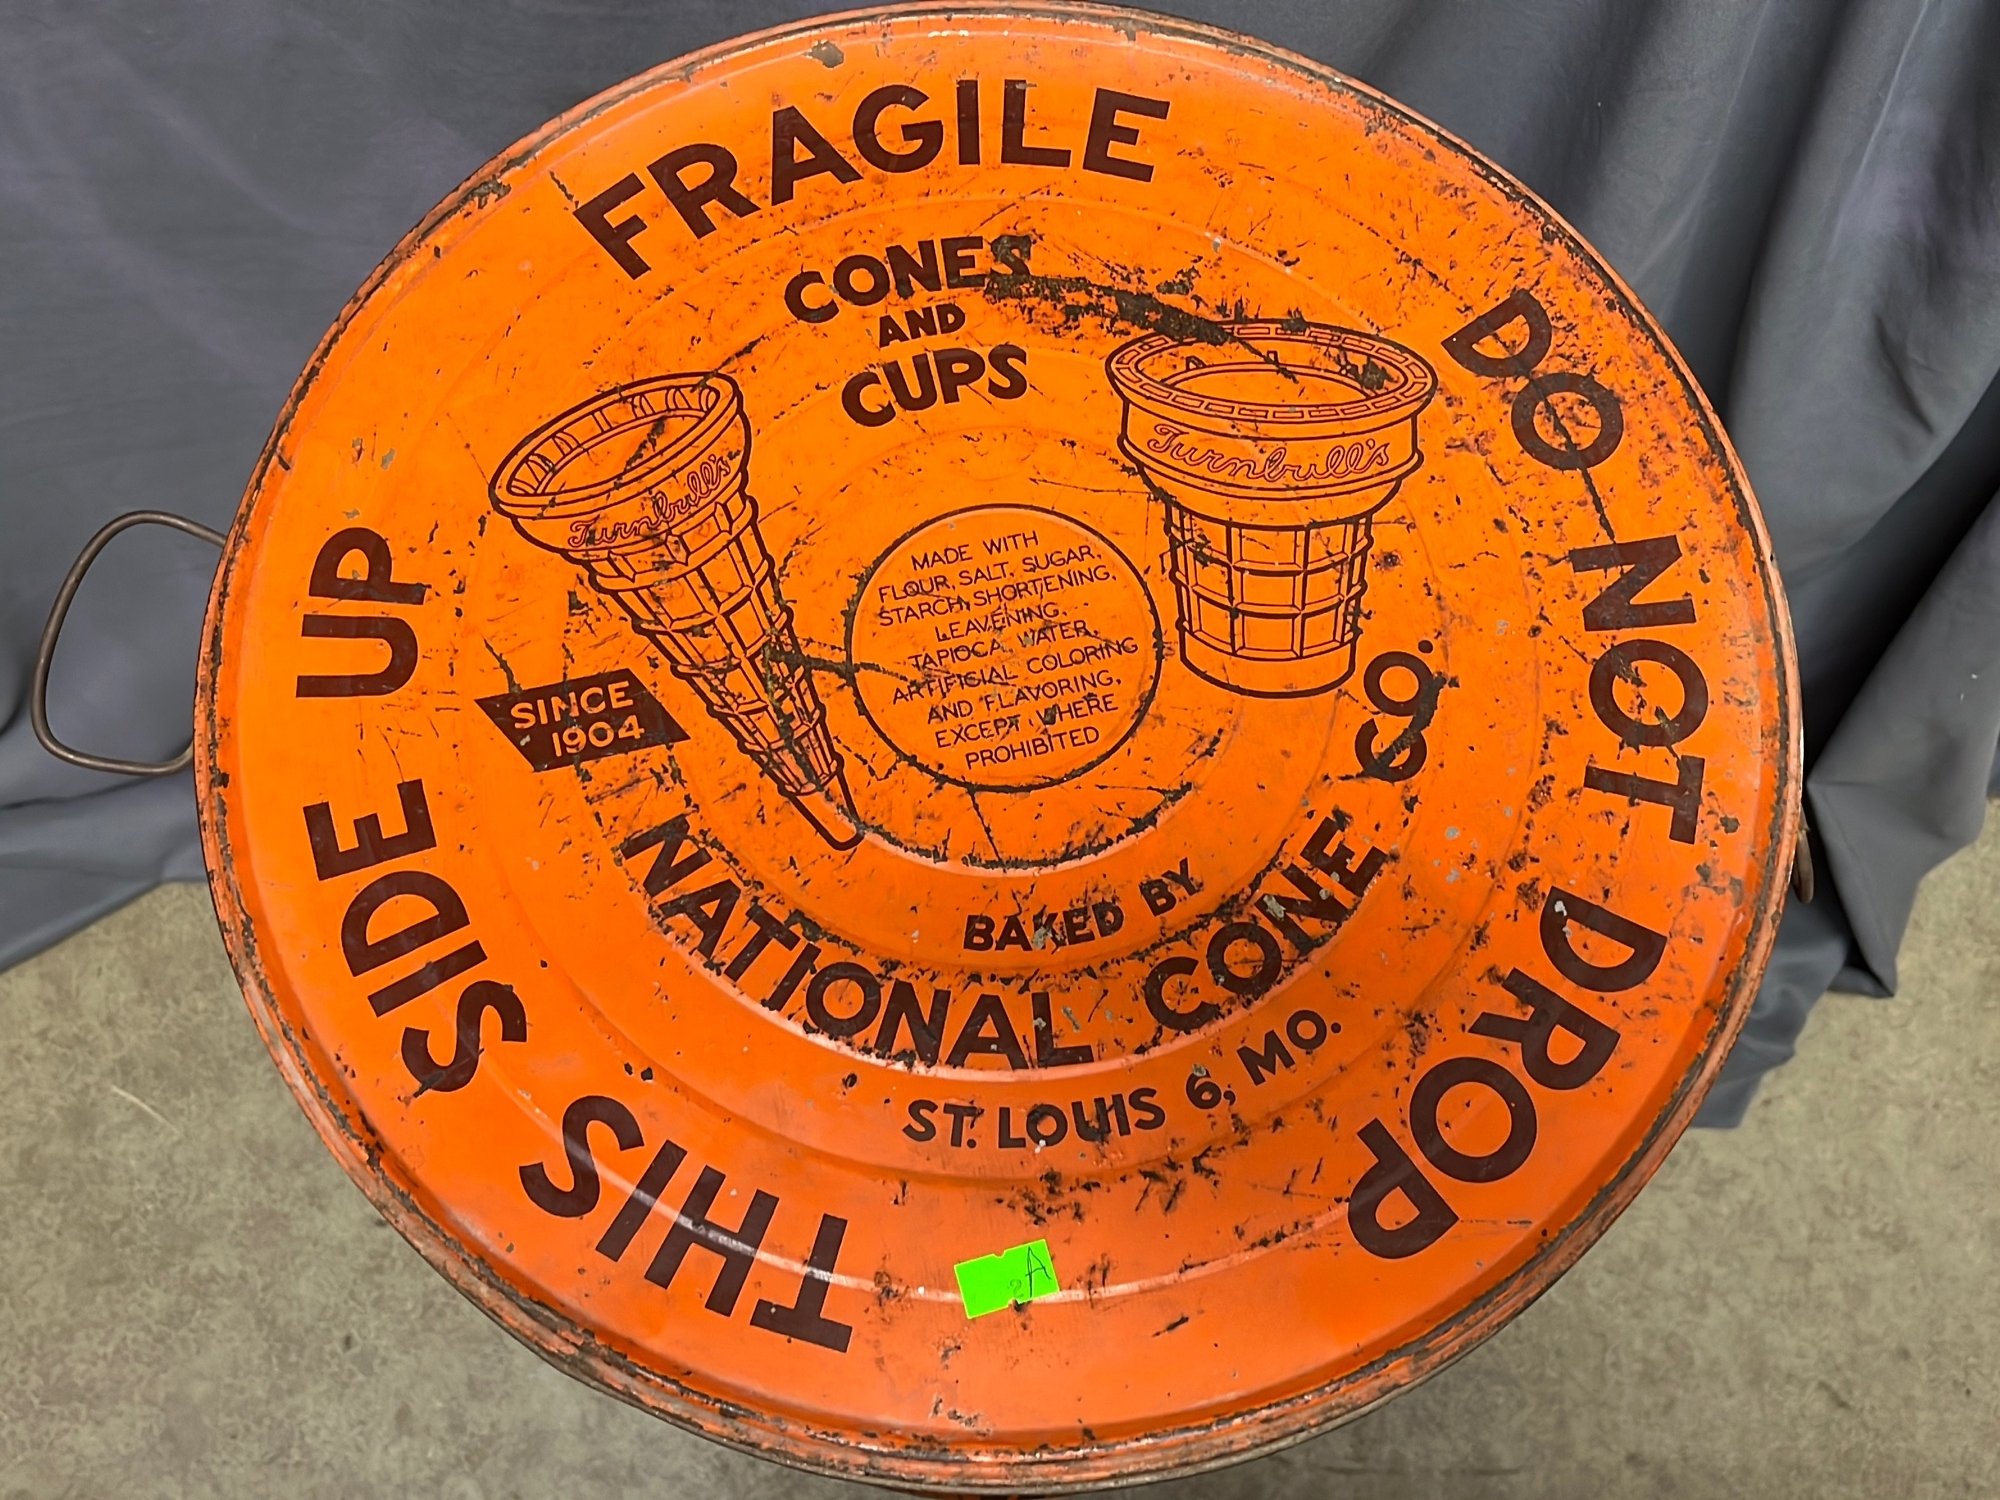 FRAGILE
DO NOT DROP
THIS SIDE UP
CONES
AND
CUPS
Turnbull's
Turnbull's
SINCE
1904
MADE WITH
FLOUR, SALT, SUGAR,
STARCH, SHORTENING,
LEAVENING,
TAPIOCA, WATER,
ARTIFICIAL COLORING
AND FLAVORING,
EXCEPT WHERE
PROHIBITED
BAKED BY
NATIONAL CONE CO.
ST. LOUIS 6, MO.
A